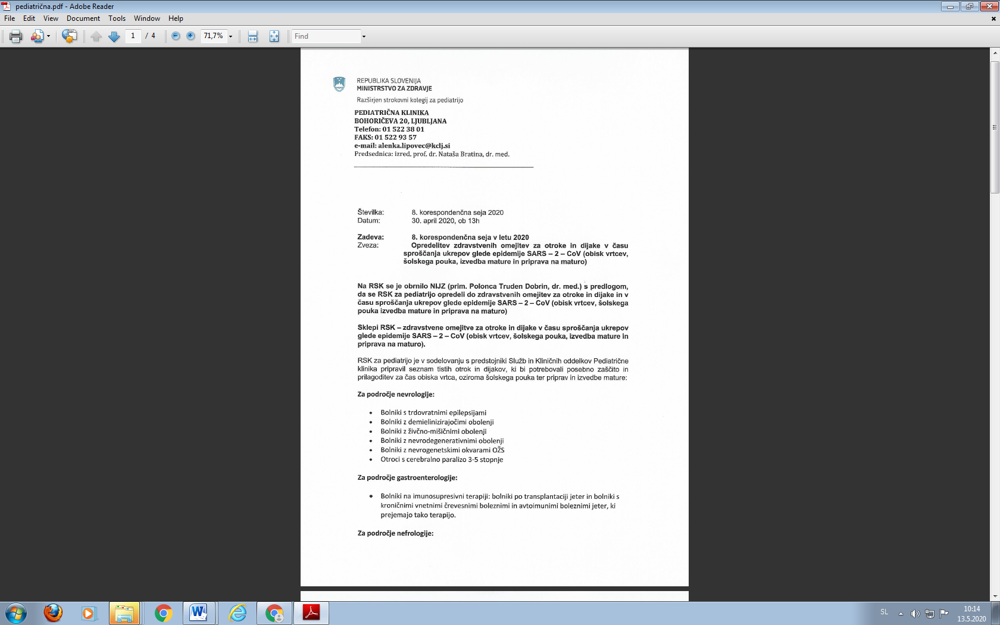 pediatrična.pdf - Adobe Reader
File Edit View Document Tools Window Help
1 / 4 71,7% Find
REPUBLIKA SLOVENIJA
MINISTRSTVO ZA ZDRAVJE
Razširjen strokovni kolegij za pediatrijo
PEDIATRIČNA KLINIKA
BOHORIČEVA 20, LJUBLJANA
Telefon: 01 522 38 01
FAKS: 01 522 93 57
e-mail: alenka.lipovec@kclj.si
Predsednica: izred. prof. dr. Nataša Bratina, dr. med.
Številka: 8. korespondenčna seja 2020
Datum: 30. april 2020, ob 13h
Zadeva: 8. korespondenčna seja v letu 2020
Zveza: Opredelitev zdravstvenih omejitev za otroke in dijake v času
sproščanja ukrepov glede epidemije SARS – 2 – CoV (obisk vrtcev,
šolskega pouka, izvedba mature in priprava na maturo)
Na RSK se je obrnilo NIJZ (prim. Polonca Truden Dobrin, dr. med.) s predlogom,
da se RSK za pediatrijo opredeli do zdravstvenih omejitev za otroke in dijake in v
času sproščanja ukrepov glede epidemije SARS – 2 – CoV (obisk vrtcev, šolskega
pouka izvedba mature in priprava na maturo)
Sklepi RSK – zdravstvene omejitve za otroke in dijake v času sproščanja ukrepov
glede epidemije SARS – 2 – CoV (obisk vrtcev, šolskega pouka, izvedba mature in
priprava na maturo).
RSK za pediatrijo je v sodelovanju s predstojniki Služb in Kliničnih oddelkov Pediatrične
klinika pripravil seznam tistih otrok in dijakov, ki bi potrebovali posebno zaščito in
prilagoditev za čas obiska vrtca, oziroma šolskega pouka ter priprav in izvedbe mature:
Za področje nevrologije:
• Bolniki s trdovratnimi epilepsijami
• Bolniki z demielinizirajočimi obolenji
• Bolniki z živčno-mišičnimi obolenji
• Bolniki z nevrodegenerativnimi obolenji
• Bolniki z nevrogenetskimi okvarami OŽS
• Otroci s cerebralno paralizo 3-5 stopnje
Za področje gastroenterologije:
• Bolniki na imunosupresivni terapiji: bolniki po transplantaciji jeter in bolniki s
kroničnimi vnetnimi črevesnimi boleznimi in avtoimunimi boleznimi jeter, ki
prejemajo tako terapijo.
Za področje nefrologije:
SL 10:14
13.5.2020